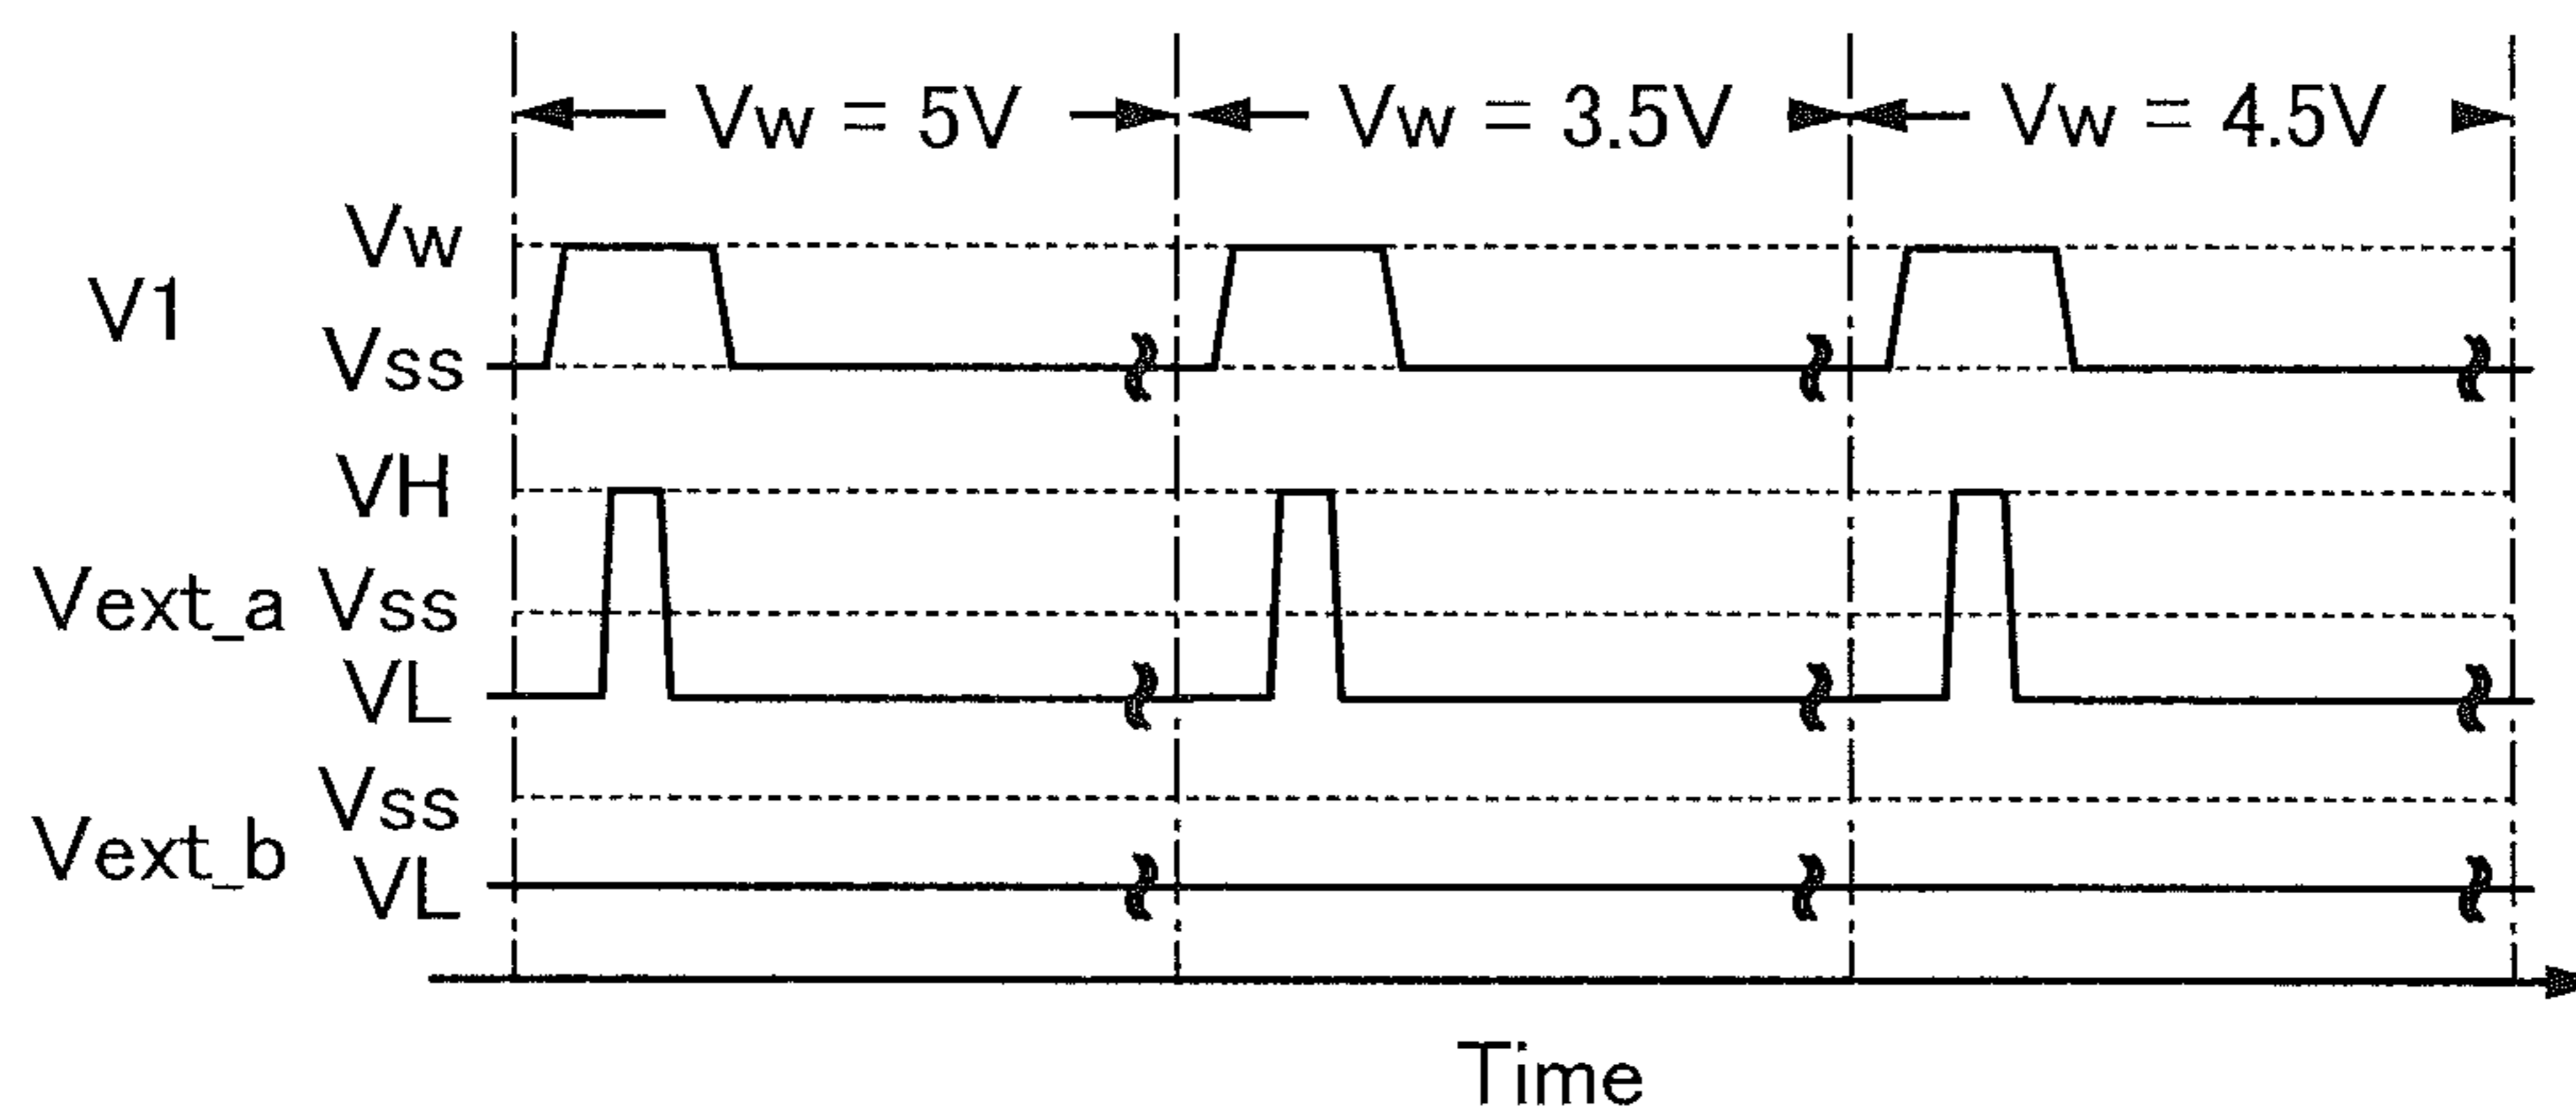 Vw = 5V Vw = 3.5V Vw = 4.5V
Vw
V1
Vss
VH
Vext_a Vss
VL
Vss
Vext_b
VL
Time